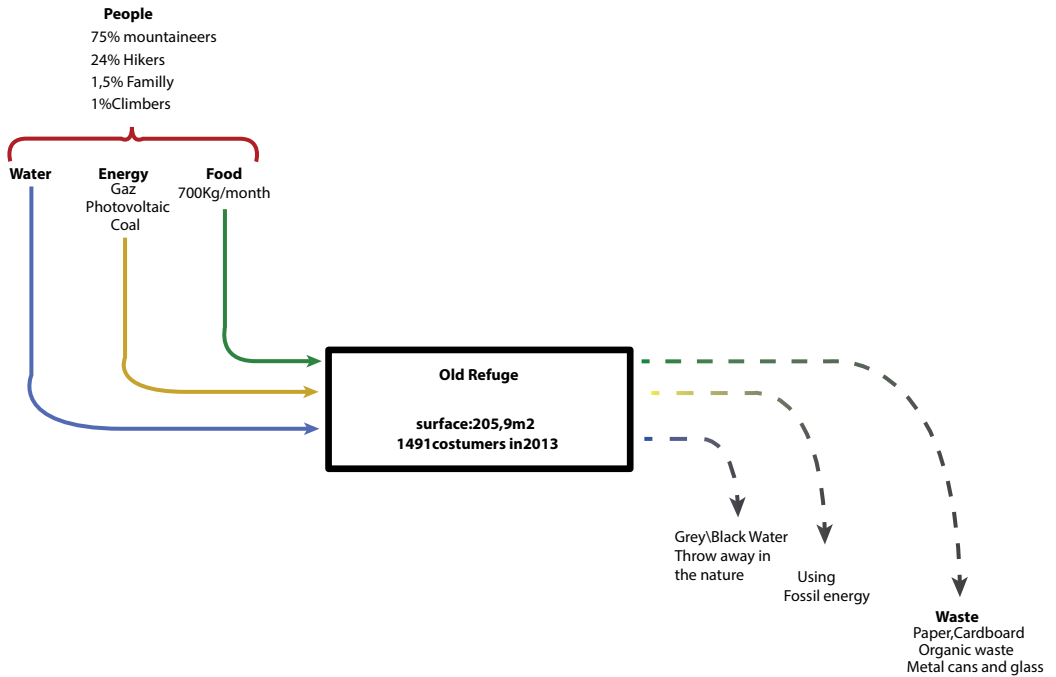 People
75% mountaineers
24% Hikers
1,5% Familly
1%Climbers
Water
Energy
Gaz
Photovoltaic
Coal
Food
700Kg/month
Old Refuge
surface:205,9m2
1491costumers in2013
Grey\Black Water
Throw away in
the nature
Using
Fossil energy
Waste
Paper,Cardboard
Organic waste
Metal cans and glass